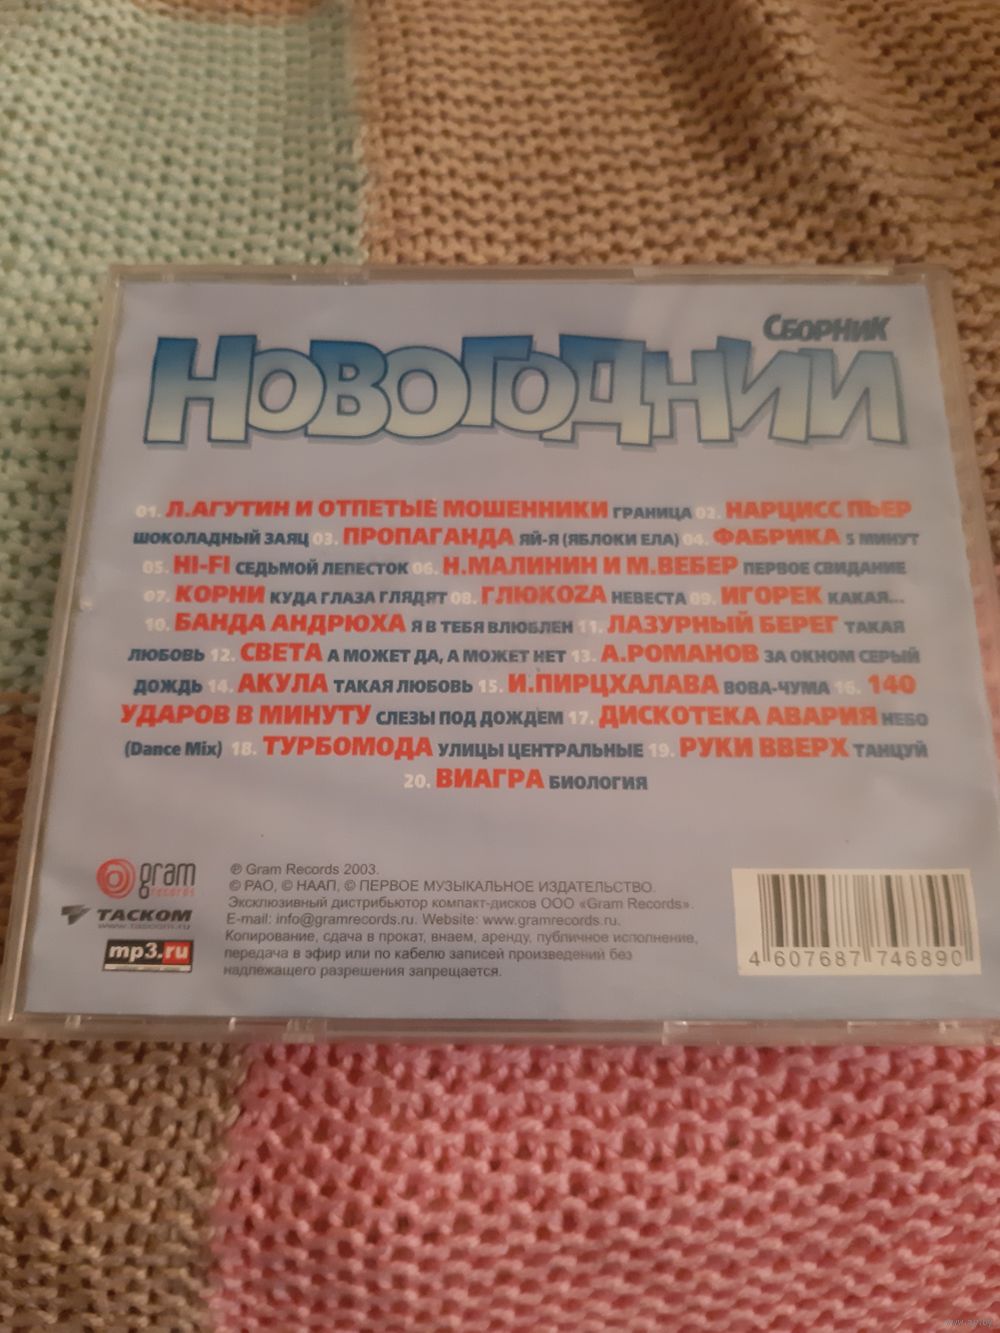 СБОРНИК
НОВОГОДНИЙ
01. Л.АГУТИН И ОТПЕТЫЕ МОШЕННИКИ ГРАНИЦА 02. НАРЦИСС ПЬЕР
ШОКОЛАДНЫЙ ЗАЯЦ 03. ПРОПАГАНДА ЯЙ-Я (ЯБЛОКИ ЕЛА) 04. ФАБРИКА 5 МИНУТ
05. HI-FI СЕДЬМОЙ ЛЕПЕСТОК 06. Н.МАЛИНИН И М.ВЕБЕР ПЕРВОЕ СВИДАНИЕ
07. КОРНИ КУДА ГЛАЗА ГЛЯДЯТ 08. ГЛЮКОZА НЕВЕСТА 09. ИГОРЕК КАКАЯ...
10. БАНДА АНДРЮХА Я В ТЕБЯ ВЛЮБЛЕН 11. ЛАЗУРНЫЙ БЕРЕГ ТАКАЯ
ЛЮБОВЬ 12. СВЕТА А МОЖЕТ ДА, А МОЖЕТ НЕТ 13. А.РОМАНОВ ЗА ОКНОМ СЕРЫЙ
ДОЖДЬ 14. АКУЛА ТАКАЯ ЛЮБОВЬ 15. И.ПИРЦХАЛАВА ВОВА-ЧУМА 16. 140
УДАРОВ В МИНУТУ СЛЕЗЫ ПОД ДОЖДЕМ 17. ДИСКОТЕКА АВАРИЯ НЕБО
(Dance Mix) 18. ТУРБОМОДА УЛИЦЫ ЦЕНТРАЛЬНЫЕ 19. РУКИ ВВЕРХ ТАНЦУЙ
20. ВИАГРА БИОЛОГИЯ
gram
records
ТАСКОМ
www.tascom.ru
mp3.ru
℗ Gram Records 2003.
© РАО, © НААП, © ПЕРВОЕ МУЗЫКАЛЬНОЕ ИЗДАТЕЛЬСТВО.
Эксклюзивный дистрибьютор компакт-дисков ООО «Gram Records».
E-mail: info@gramrecords.ru. Website: www.gramrecords.ru.
Копирование, сдача в прокат, внаем, аренду, публичное исполнение,
передача в эфир или по кабелю записей произведений без
надлежащего разрешения запрещается.
4 607687 746890